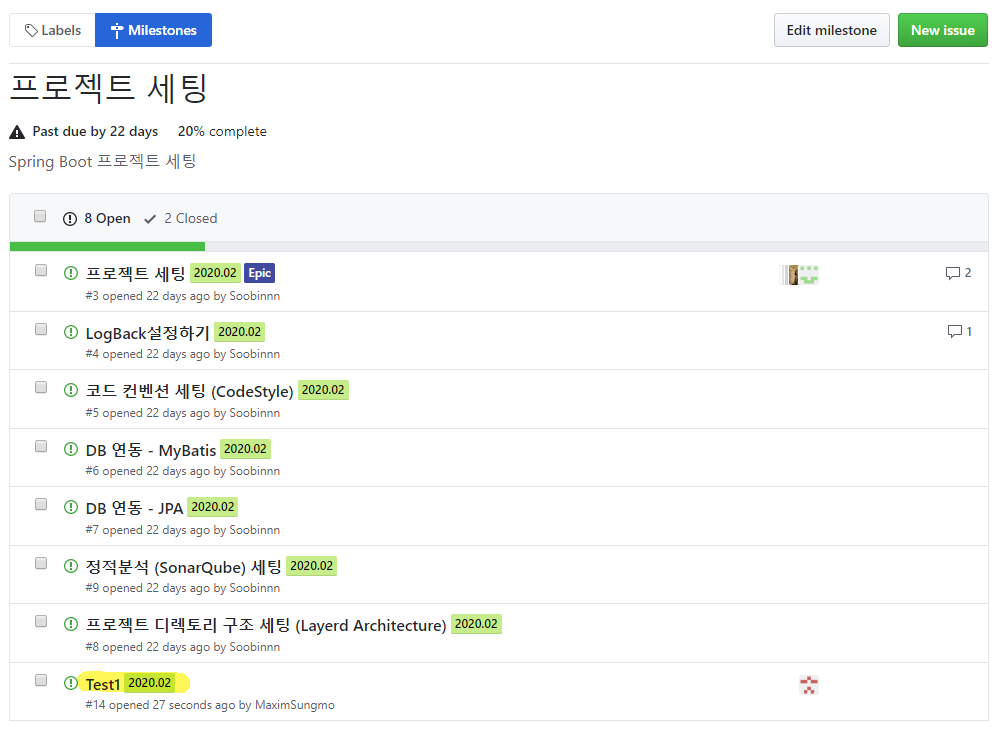 Labels Milestones Edit milestone New issue
프로젝트 세팅
Past due by 22 days 20% complete
Spring Boot 프로젝트 세팅
8 Open 2 Closed
프로젝트 세팅 2020.02 Epic 2
#3 opened 22 days ago by Soobinnn
LogBack설정하기 2020.02 1
#4 opened 22 days ago by Soobinnn
코드 컨벤션 세팅 (CodeStyle) 2020.02
#5 opened 22 days ago by Soobinnn
DB 연동 - MyBatis 2020.02
#6 opened 22 days ago by Soobinnn
DB 연동 - JPA 2020.02
#7 opened 22 days ago by Soobinnn
정적분석 (SonarQube) 세팅 2020.02
#9 opened 22 days ago by Soobinnn
프로젝트 디렉토리 구조 세팅 (Layerd Architecture) 2020.02
#8 opened 22 days ago by Soobinnn
Test1 2020.02
#14 opened 27 seconds ago by MaximSungmo